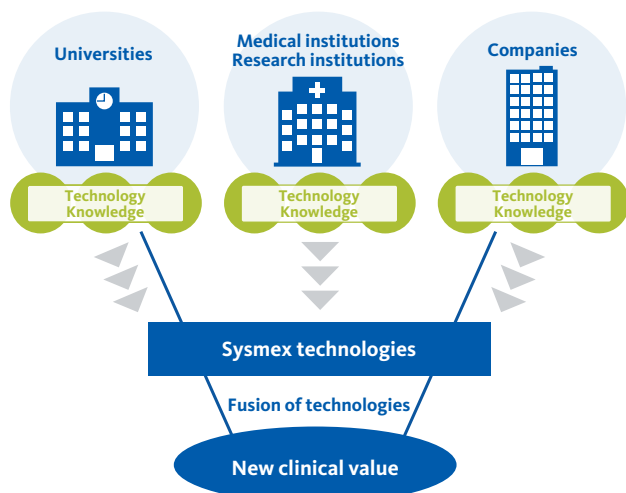 Universities
Medical institutions
Research institutions
Companies
Technology
Knowledge
Technology
Knowledge
Technology
Knowledge
Sysmex technologies
Fusion of technologies
New clinical value